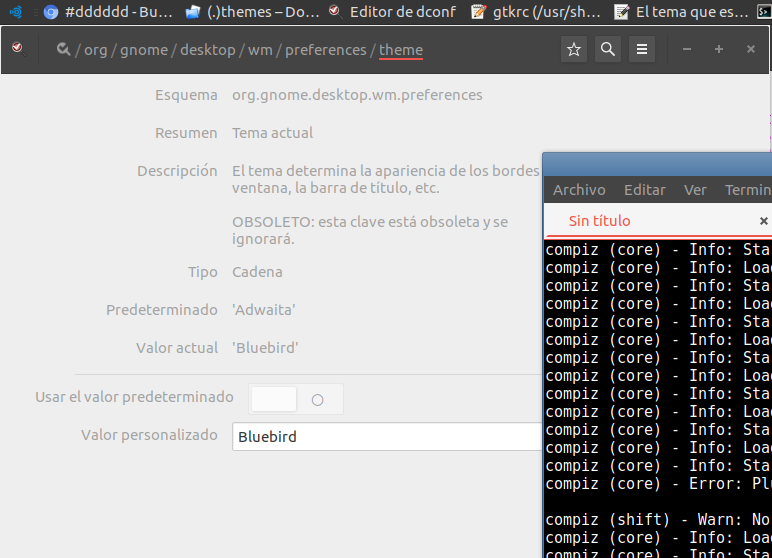 #dddddd - Bu...
(.)themes – Do...
Editor de dconf
gtkrc (/usr/sh...
El tema que es...
/ org / gnome / desktop / wm / preferences / theme
Esquema org.gnome.desktop.wm.preferences
Resumen Tema actual
Descripción El tema determina la apariencia de los bordes
ventana, la barra de título, etc.
OBSOLETO: esta clave está obsoleta y se
ignorará.
Tipo Cadena
Predeterminado 'Adwaita'
Valor actual 'Bluebird'
Usar el valor predeterminado
Valor personalizado Bluebird
Archivo Editar Ver Termin
Sin título
compiz (core) - Info: Sta
compiz (core) - Info: Loa
compiz (core) - Info: Sta
compiz (core) - Info: Loa
compiz (core) - Info: Sta
compiz (core) - Info: Loa
compiz (core) - Info: Sta
compiz (core) - Info: Loa
compiz (core) - Info: Sta
compiz (core) - Info: Loa
compiz (core) - Info: Sta
compiz (core) - Info: Loa
compiz (core) - Info: Sta
compiz (core) - Error: Plu
compiz (shift) - Warn: No
compiz (core) - Info: Loa
compiz (core) - Info: Sta